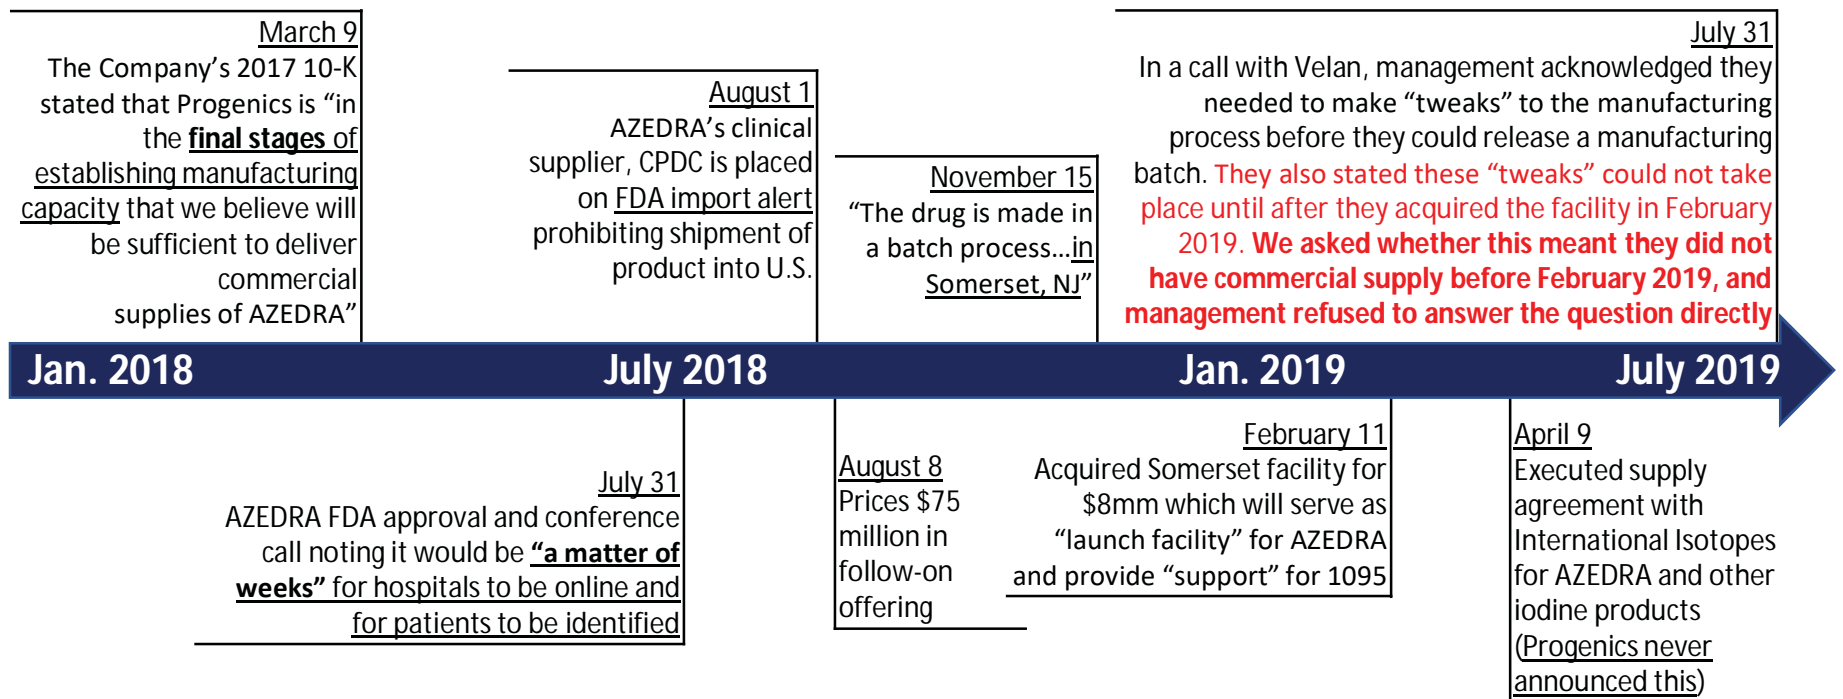 March 9
The Company’s 2017 10-K
stated that Progenics is “in
the final stages of
establishing manufacturing
capacity that we believe will
be sufficient to deliver
commercial
supplies of AZEDRA”
August 1
AZEDRA’s clinical
supplier, CPDC is placed
on FDA import alert
prohibiting shipment of
product into U.S.
November 15
“The drug is made in
a batch process…in
Somerset, NJ”
July 31
In a call with Velan, management acknowledged they
needed to make “tweaks” to the manufacturing
process before they could release a manufacturing
batch. They also stated these “tweaks” could not take
place until after they acquired the facility in February
2019. We asked whether this meant they did not
have commercial supply before February 2019, and
management refused to answer the question directly
Jan. 2018
July 2018
Jan. 2019
July 2019
July 31
AZEDRA FDA approval and conference
call noting it would be “a matter of
weeks” for hospitals to be online and
for patients to be identified
August 8
Prices $75
million in
follow-on
offering
February 11
Acquired Somerset facility for
$8mm which will serve as
“launch facility” for AZEDRA
and provide “support” for 1095
April 9
Executed supply
agreement with
International Isotopes
for AZEDRA and other
iodine products
(Progenics never
announced this)